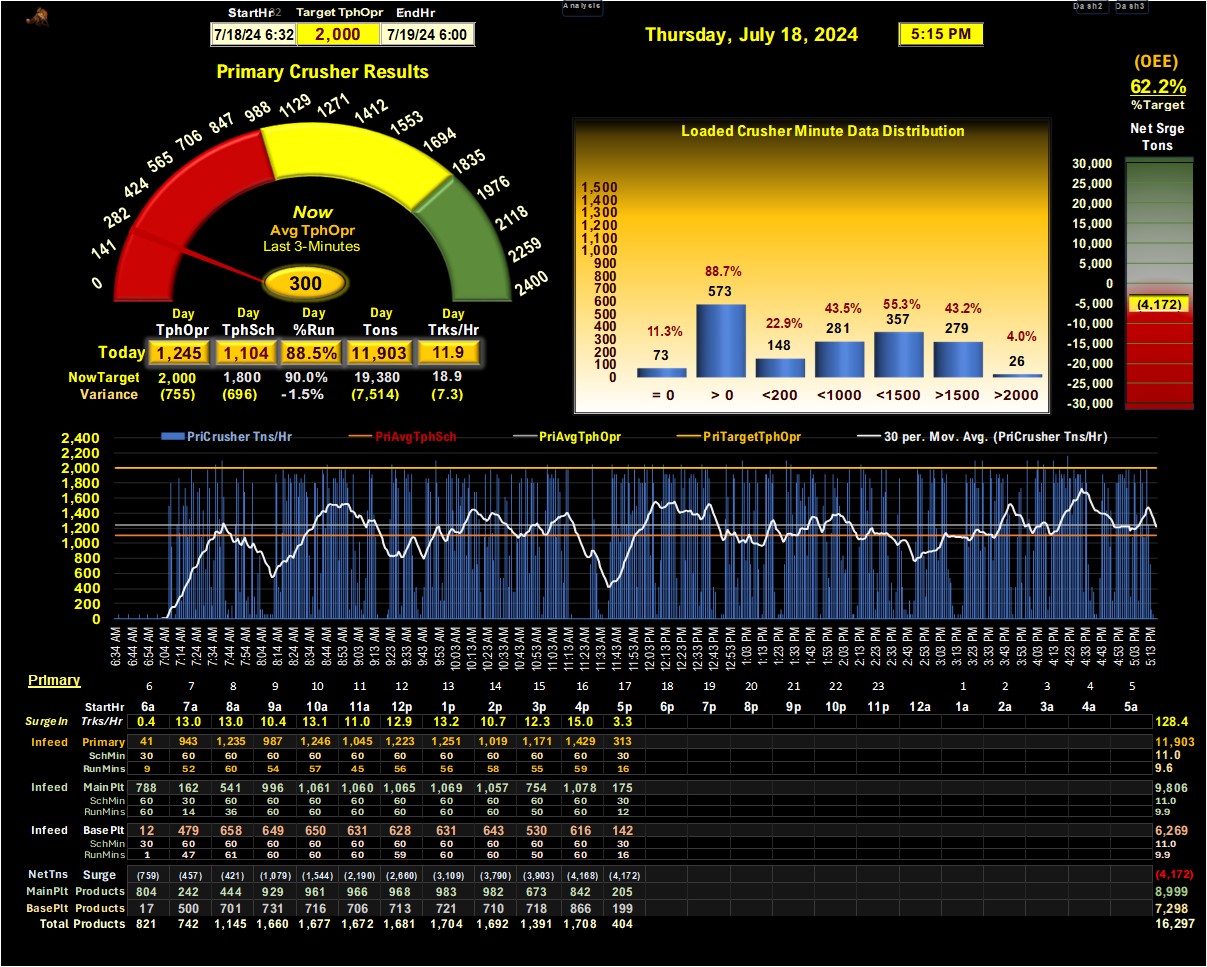 StartHr32 Target TphOpr EndHr
7/18/24 6:32 2,000 7/19/24 6:00
Analysis
Dash2 Dash3
Thursday, July 18, 2024 5:15 PM
(OEE)
62.2%
%Target
Net Srge
Tons
30,000
25,000
20,000
15,000
10,000
5,000
0
-5,000
(4,172)
-10,000
-15,000
-20,000
-25,000
-30,000
Primary Crusher Results
0 141 282 424 565 706 847 988 1129 1271 1412 1553 1694 1835 1976 2118 2259 2400
Now
Avg TphOpr
Last 3-Minutes
300
Day Day Day Day Day
TphOpr TphSch %Run Tons Trks/Hr
Today 1,245 1,104 88.5% 11,903 11.9
NowTarget 2,000 1,800 90.0% 19,380 18.9
Variance (755) (696) -1.5% (7,514) (7.3)
Loaded Crusher Minute Data Distribution
1,500
1,400
1,300
1,200
1,100
1,000
900
800
700
600
500
400
300
200
100
0
11.3% 88.7% 22.9% 43.5% 55.3% 43.2% 4.0%
73 573 148 281 357 279 26
= 0 > 0 <200 <1000 <1500 >1500 >2000
PriCrusher Tns/Hr PriAvgTphSch PriAvgTphOpr PriTargetTphOpr 30 per. Mov. Avg. (PriCrusher Tns/Hr)
2,400
2,200
2,000
1,800
1,600
1,400
1,200
1,000
800
600
400
200
0
6:34 AM 6:44 AM 6:54 AM 7:04 AM 7:14 AM 7:24 AM 7:34 AM 7:44 AM 7:54 AM 8:04 AM 8:24 AM 8:34 AM 8:44 AM 8:53 AM 9:03 AM 9:13 AM 9:23 AM 9:33 AM 9:43 AM 9:53 AM 10:03 AM 10:13 AM 10:23 AM 10:33 AM 10:43 AM 10:53 AM 11:03 AM 11:13 AM 11:23 AM 11:33 AM 11:43 AM 11:53 AM 12:03 PM 12:13 PM 12:23 PM 12:33 PM 12:43 PM 12:53 PM 1:03 PM 1:13 PM 1:23 PM 1:33 PM 1:43 PM 1:53 PM 2:03 PM 2:13 PM 2:23 PM 2:33 PM 2:43 PM 2:53 PM 3:03 PM 3:13 PM 3:23 PM 3:33 PM 3:43 PM 3:53 PM 4:03 PM 4:13 PM 4:23 PM 4:33 PM 4:43 PM 4:53 PM 5:03 PM 5:13 PM
Primary 6 7 8 9 10 11 12 13 14 15 16 17 18 19 20 21 22 23 1 2 3 4 5
StartHr 6a 7a 8a 9a 10a 11a 12p 1p 2p 3p 4p 5p 6p 7p 8p 9p 10p 11p 12a 1a 2a 3a 4a 5a
SurgeIn Trks/Hr 0.4 13.0 13.0 10.4 13.1 11.0 12.9 13.2 10.7 12.3 15.0 3.3 128.4
Infeed Primary 41 943 1,235 987 1,246 1,045 1,223 1,251 1,019 1,171 1,429 313 11,903
SchMin 30 60 60 60 60 60 60 60 60 60 60 30 11.0
RunMins 9 52 60 54 57 45 56 56 58 55 59 16 9.6
Infeed MainPlt 788 162 541 996 1,061 1,060 1,065 1,069 1,057 754 1,078 175 9,806
SchMin 60 30 60 60 60 60 60 60 60 60 60 30 11.0
RunMins 60 14 36 60 60 60 60 60 60 50 60 12 9.9
Infeed BasePlt 12 479 658 649 650 631 628 631 643 530 616 142 6,269
SchMin 30 60 60 60 60 60 60 60 60 60 60 30 11.0
RunMins 1 47 61 60 60 60 59 60 60 50 60 16 9.9
NetTns Surge (759) (457) (421) (1,079) (1,544) (2,190) (2,660) (3,109) (3,790) (3,903) (4,168) (4,172) (4,172)
MainPlt Products 804 242 444 929 961 966 968 983 982 673 842 205 8,999
BasePlt Products 17 500 701 731 716 706 713 721 710 718 866 199 7,298
Total Products 821 742 1,145 1,660 1,677 1,672 1,681 1,704 1,692 1,391 1,708 404 16,297